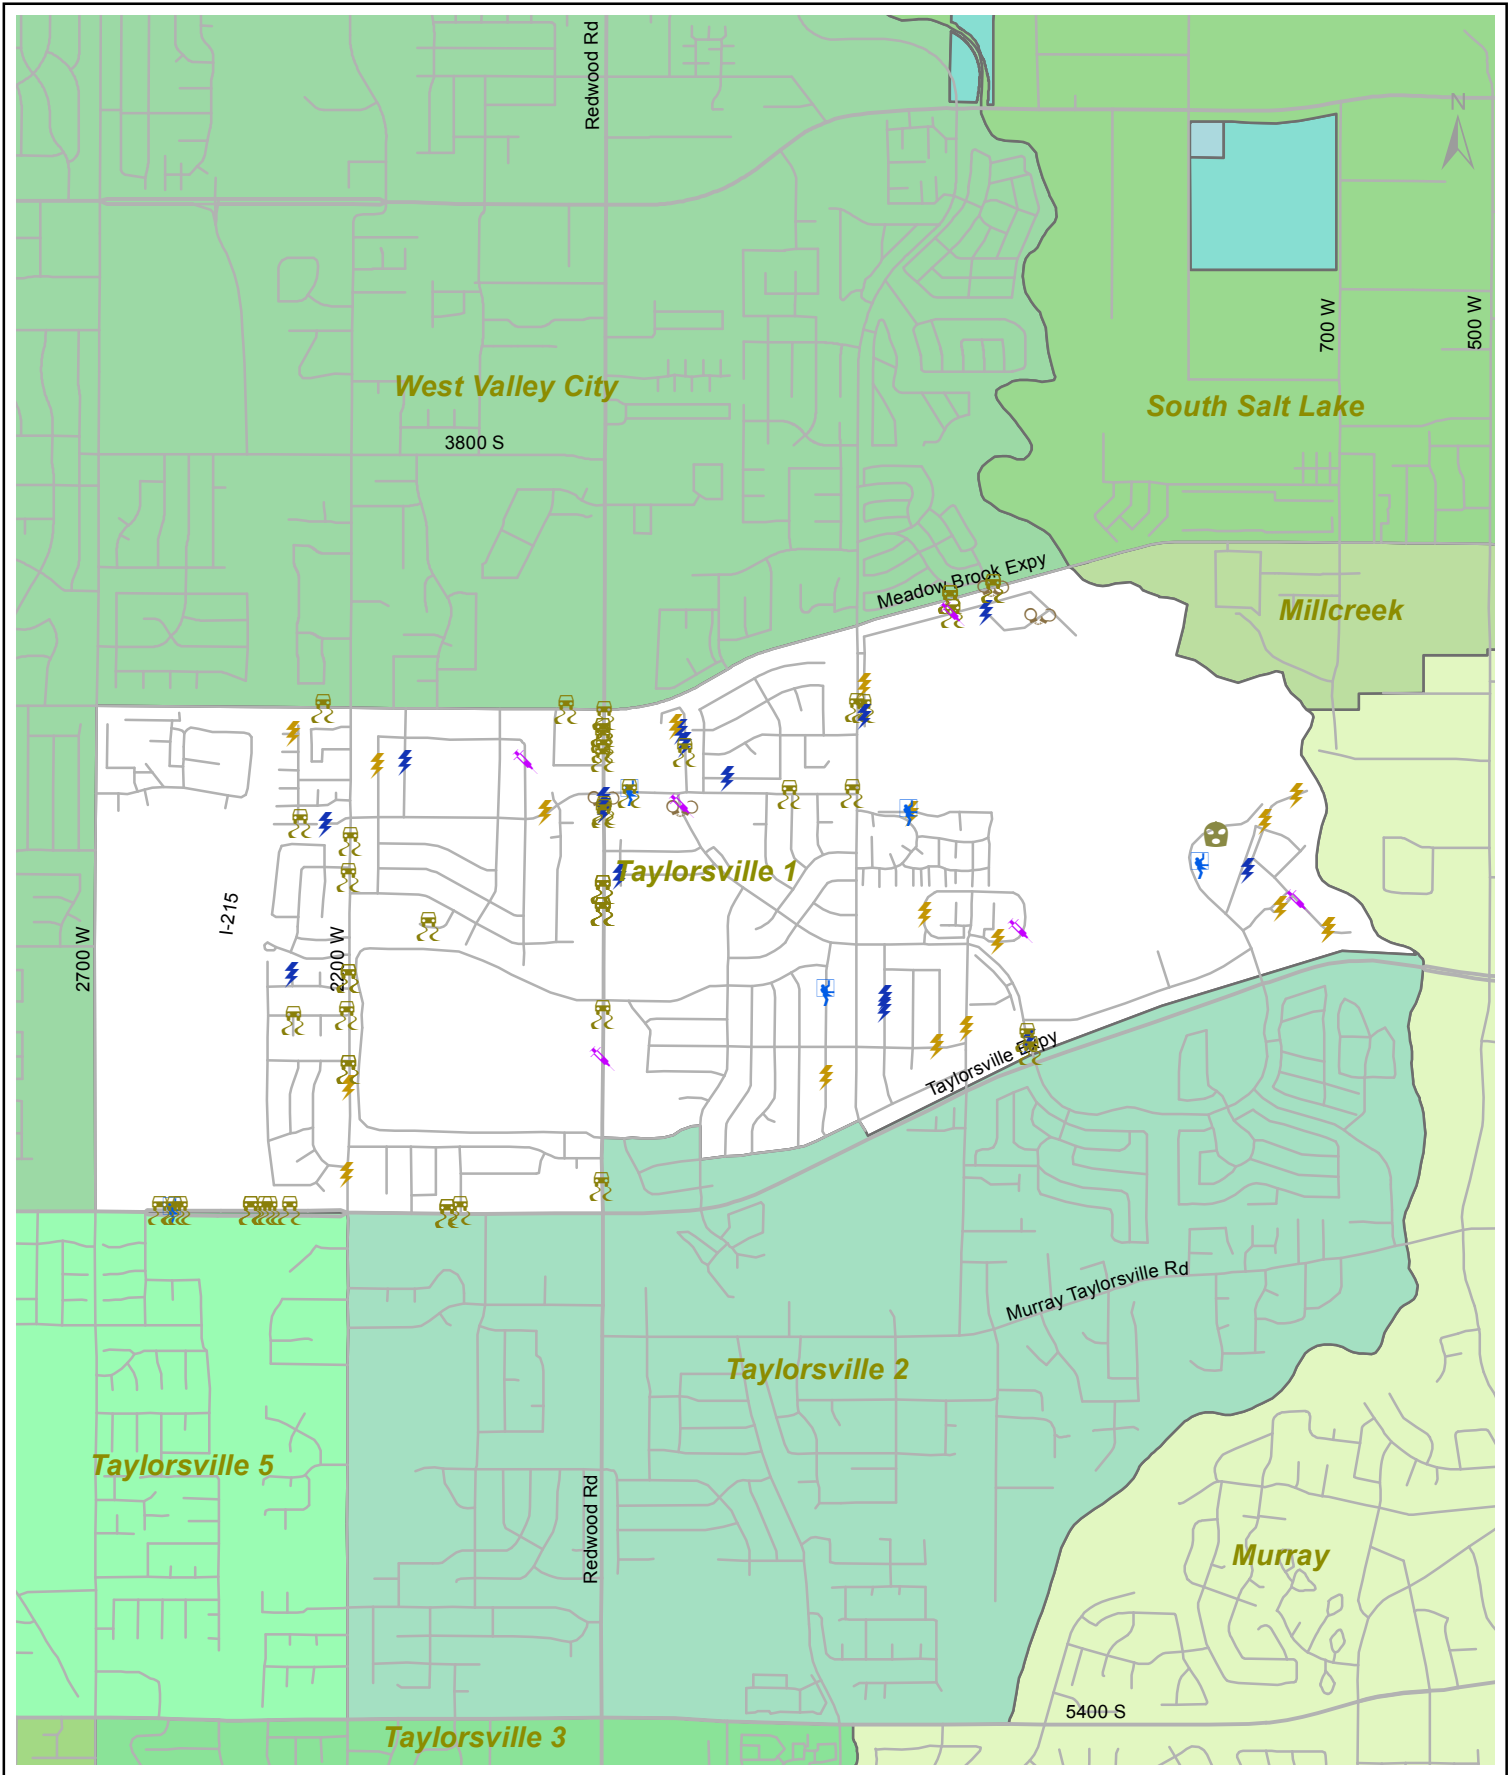 Redwood Rd
N
700 W
500 W
West Valley City
South Salt Lake
3800 S
Meadow Brook Expy
Millcreek
Taylorsville 1
I-215
2700 W
2200 W
Taylorsville Expy
Murray Taylorsville Rd
Taylorsville 2
Taylorsville 5
Redwood Rd
Murray
5400 S
Taylorsville 3